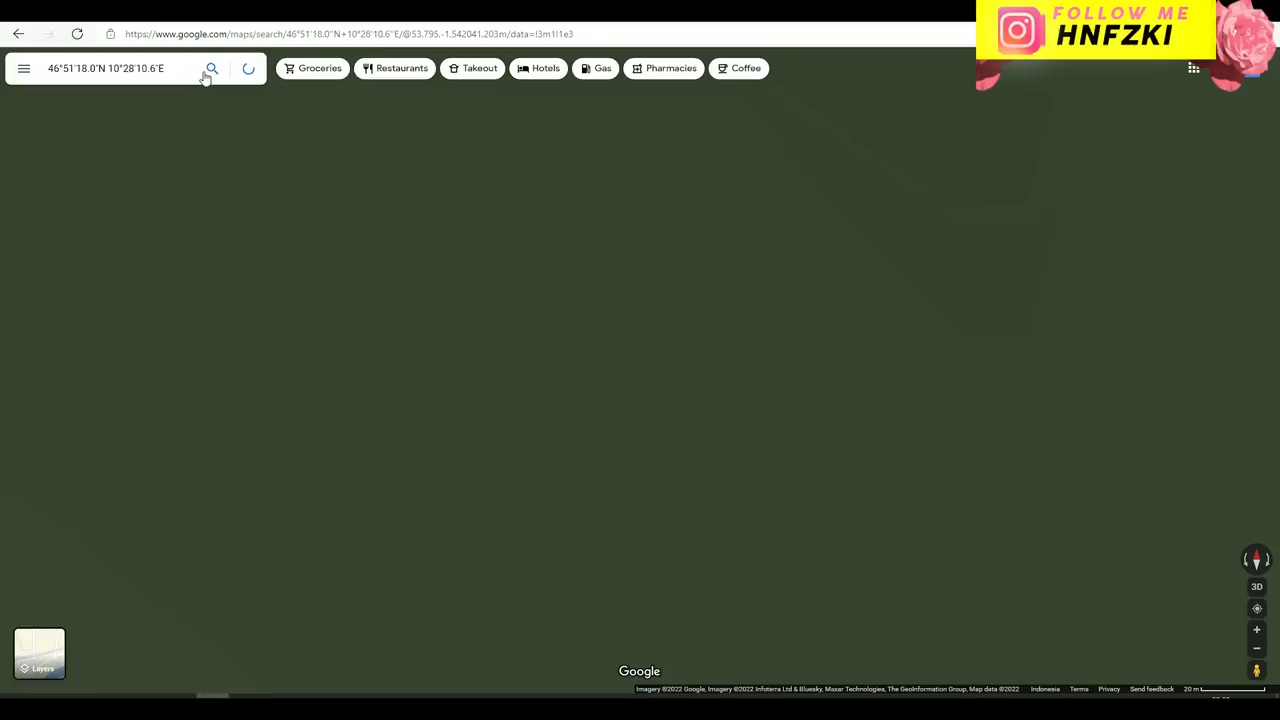 FOLLOW ME
HNFZKI
https://www.google.com/maps/search/46°51'18.0"N+10°28'10.6"E/@53.795,-1.542041,203m/data=!3m1!1e3
46°51'18.0"N 10°28'10.6"E
Groceries
Restaurants
Takeout
Hotels
Gas
Pharmacies
Coffee
3D
Layers
Google
Imagery ©2022 Google, Imagery ©2022 Infoterra Ltd & Bluesky, Maxar Technologies, The GeoInformation Group, Map data ©2022 Indonesia Terms Privacy Send feedback 20 m